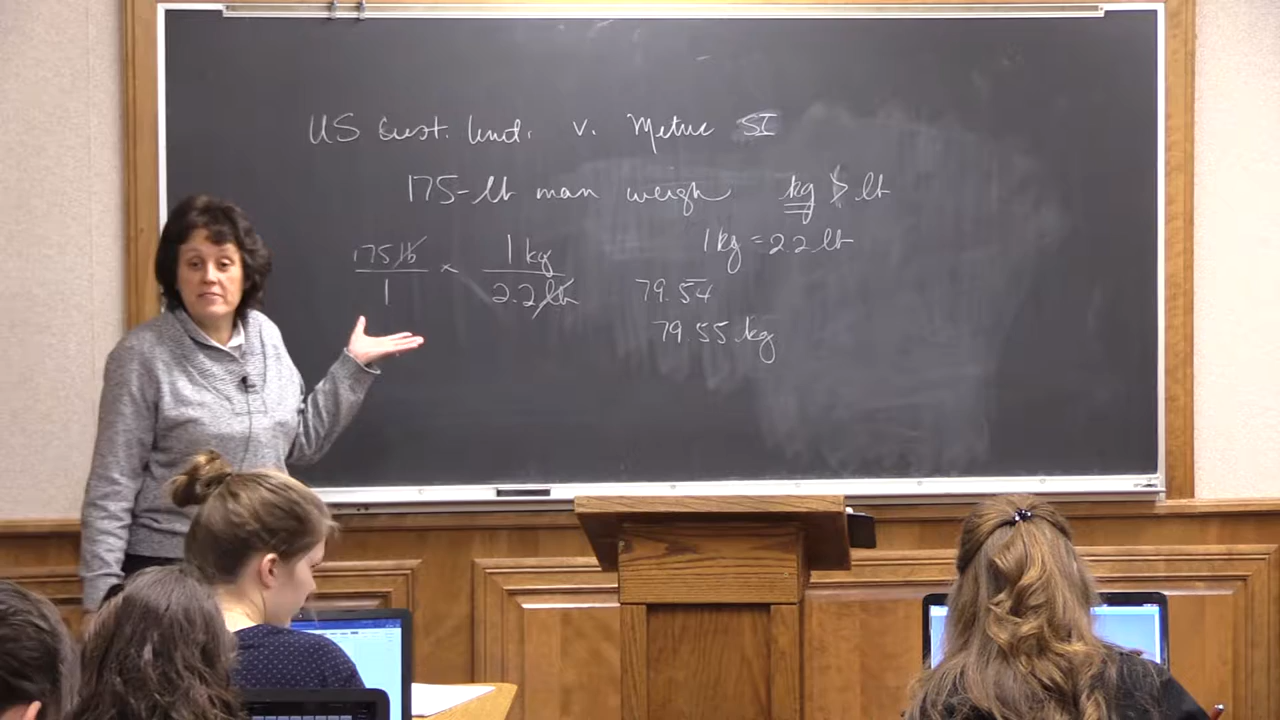 US Cust. Und. v. Metric SI
175-lb man weigh kg > lb
1 kg = 2.2 lb
175 lb / 1 × 1 kg / 2.2 lb
79.54
79.55 kg